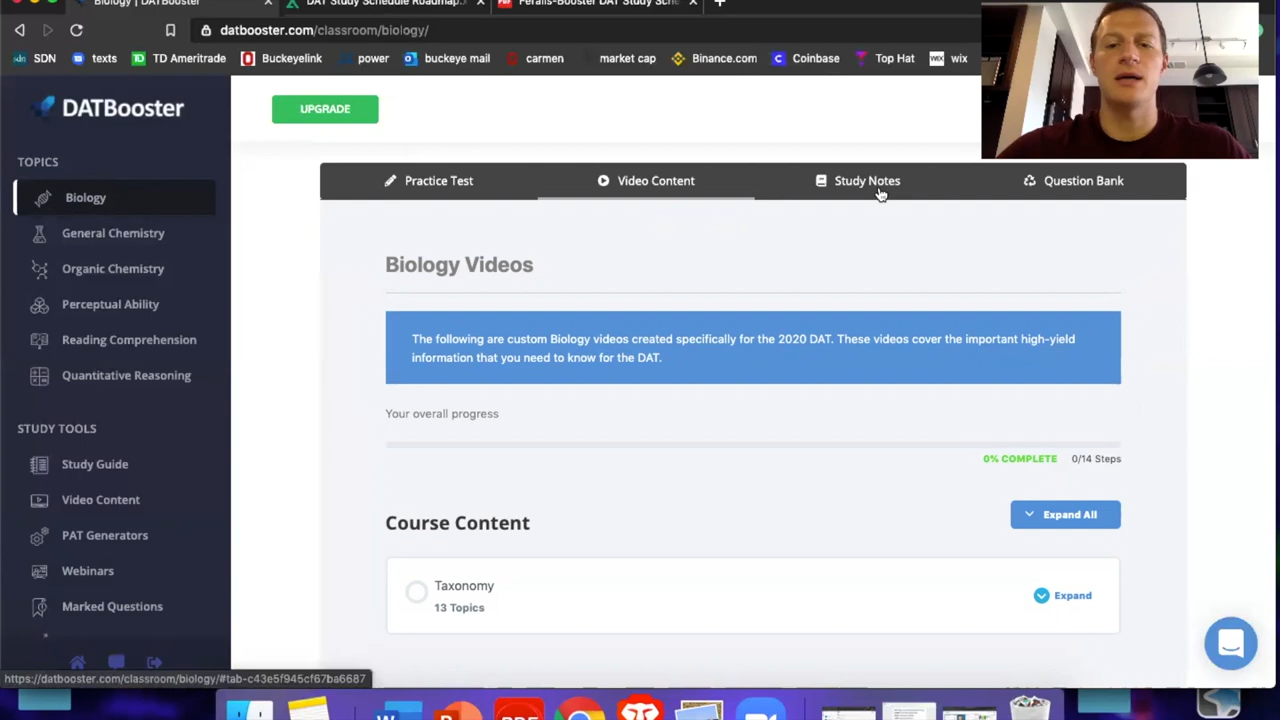 Biology | DATBooster
DAT Study Schedule Roadmap.
Feralis-Booster DAT Study Sche
datbooster.com/classroom/biology/
SDN texts TD Ameritrade Buckeyelink power buckeye mail carmen market cap Binance.com Coinbase Top Hat wix wix
DATBooster
UPGRADE
TOPICS
Biology
General Chemistry
Organic Chemistry
Perceptual Ability
Reading Comprehension
Quantitative Reasoning
STUDY TOOLS
Study Guide
Video Content
PAT Generators
Webinars
Marked Questions
Practice Test Video Content Study Notes Question Bank
Biology Videos
The following are custom Biology videos created specifically for the 2020 DAT. These videos cover the important high-yield
information that you need to know for the DAT.
Your overall progress
0% COMPLETE 0/14 Steps
Course Content
Expand All
Taxonomy
13 Topics
Expand
https://datbooster.com/classroom/biology/#tab-c43e5f945cf67ba6687